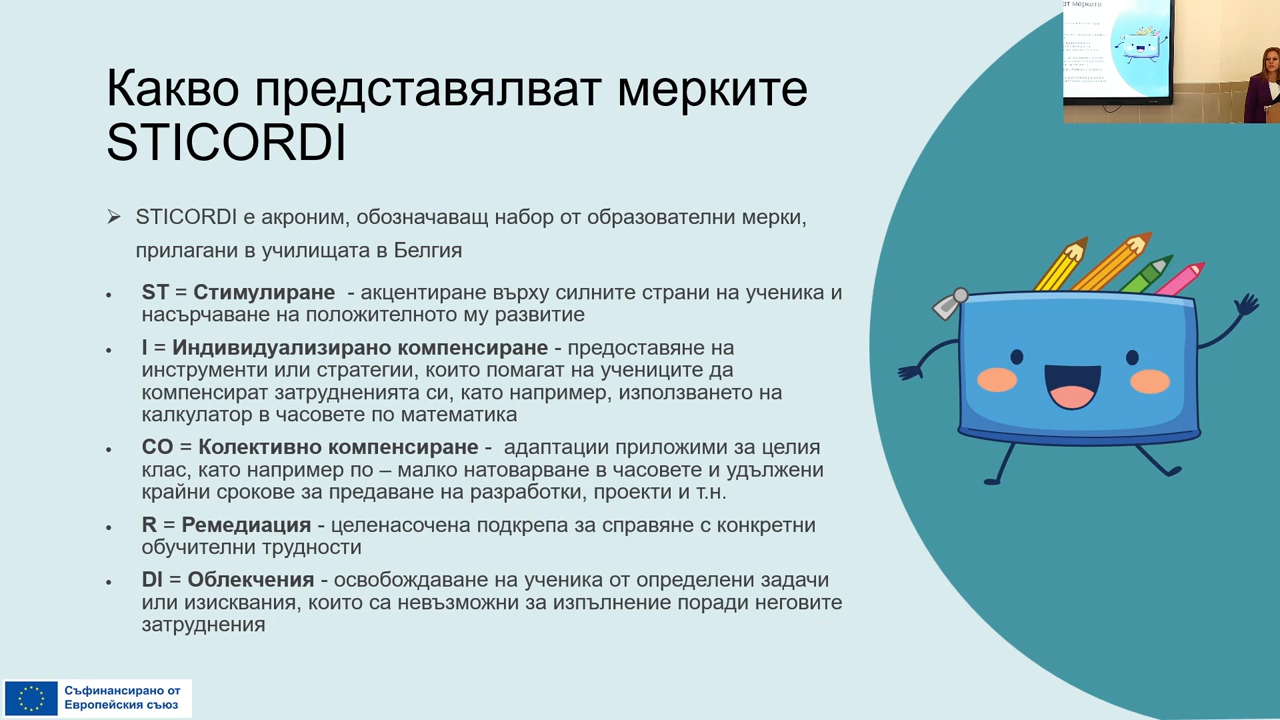 Какво представялват мерките
STICORDI
➢ STICORDI е акроним, обозначаващ набор от образователни мерки,
прилагани в училищата в Белгия
• ST = Стимулиране - акцентиране върху силните страни на ученика и
насърчаване на положителното му развитие
• I = Индивидуализирано компенсиране - предоставяне на
инструменти или стратегии, които помагат на учениците да
компенсират затрудненията си, като например, използването на
калкулатор в часовете по математика
• CO = Колективно компенсиране - адаптации приложими за целия
клас, като например по – малко натоварване в часовете и удължени
крайни срокове за предаване на разработки, проекти и т.н.
• R = Ремедиация - целенасочена подкрепа за справяне с конкретни
обучителни трудности
• DI = Облекчения - освобождаване на ученика от определени задачи
или изисквания, които са невъзможни за изпълнение поради неговите
затруднения
Съфинансирано от
Европейския съюз
мерките